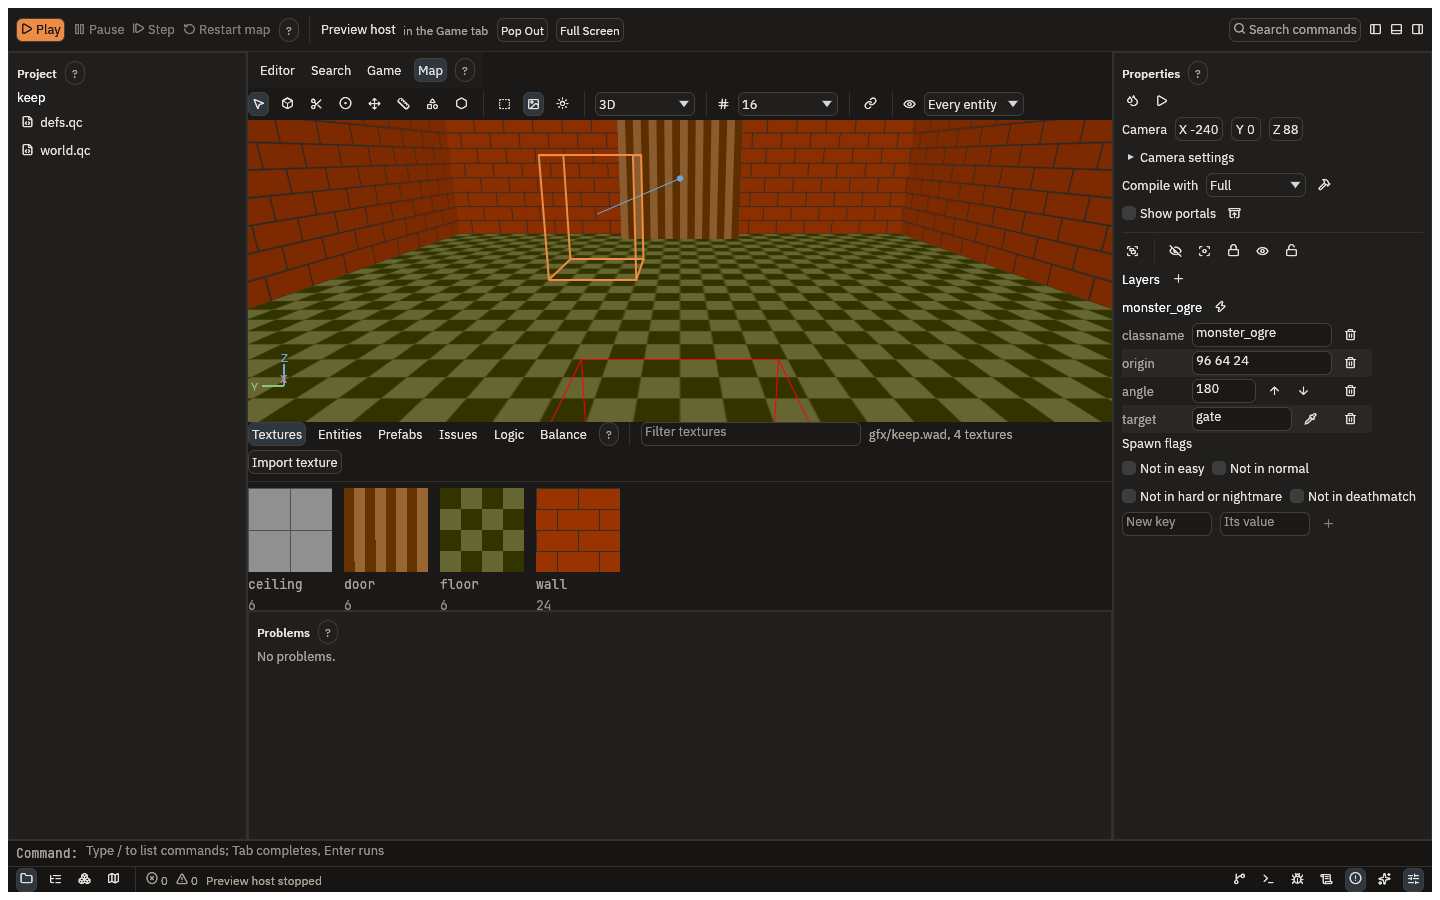 Play Pause Step Restart map ? Preview host in the Game tab Pop Out Full Screen Search commands
Project ?
keep
defs.qc
world.qc
Editor Search Game Map ?
3D 16 Every entity
Z
Y X
Textures Entities Prefabs Issues Logic Balance ? Filter textures gfx/keep.wad, 4 textures
Import texture
ceiling door floor wall
6 6 6 24
Problems ?
No problems.
Properties ?
Camera X -240 Y 0 Z 88
Camera settings
Compile with Full
Show portals
Layers +
monster_ogre
classname monster_ogre
origin 96 64 24
angle 180
target gate
Spawn flags
Not in easy Not in normal
Not in hard or nightmare Not in deathmatch
New key Its value +
Command: Type / to list commands; Tab completes, Enter runs
0 0 Preview host stopped